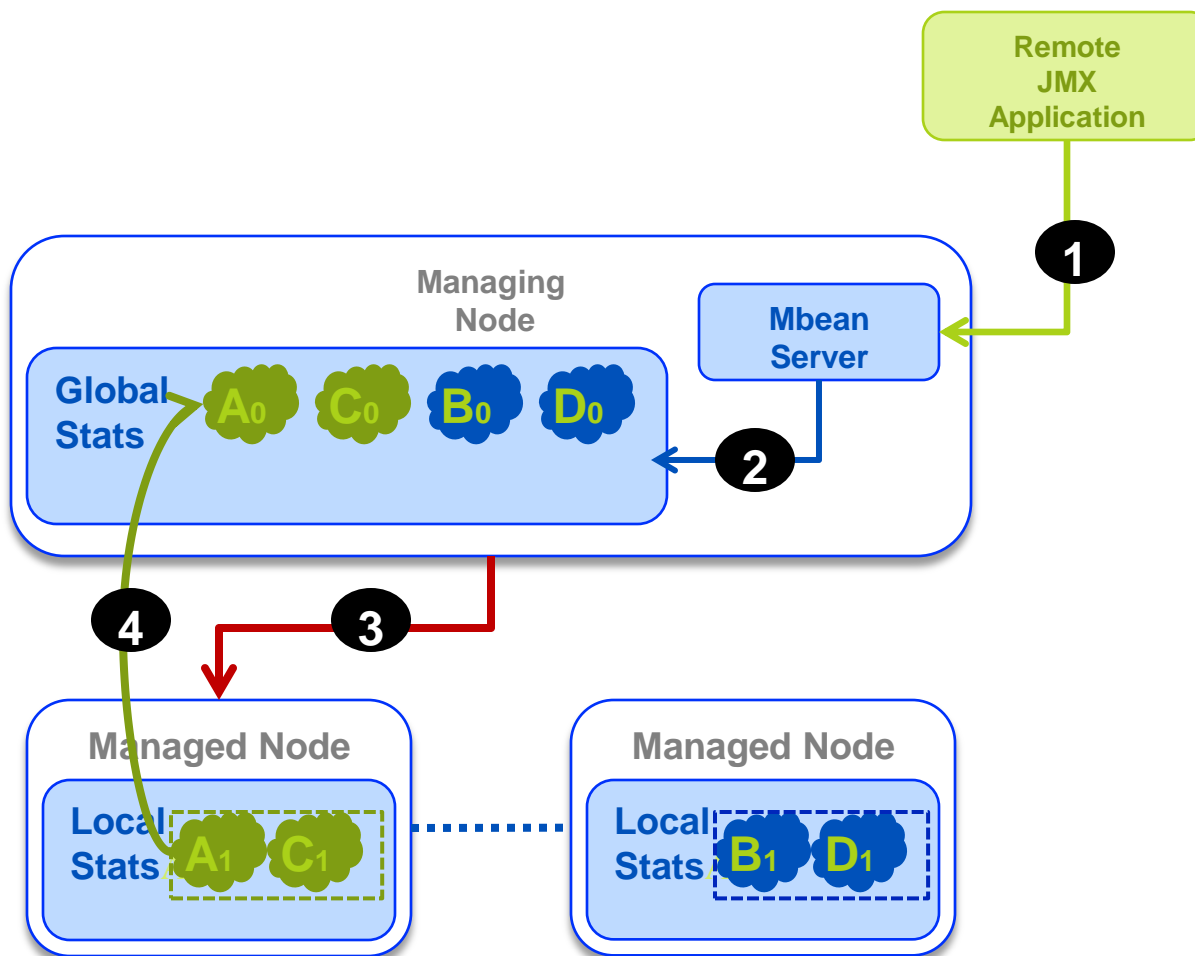 Remote
JMX
Application
1
Managing
Node
Mbean
Server
Global
Stats
A0 C0 B0 D0
2
4
3
Managed Node
Local
Stats
A1 C1
Managed Node
Local
Stats
B1 D1